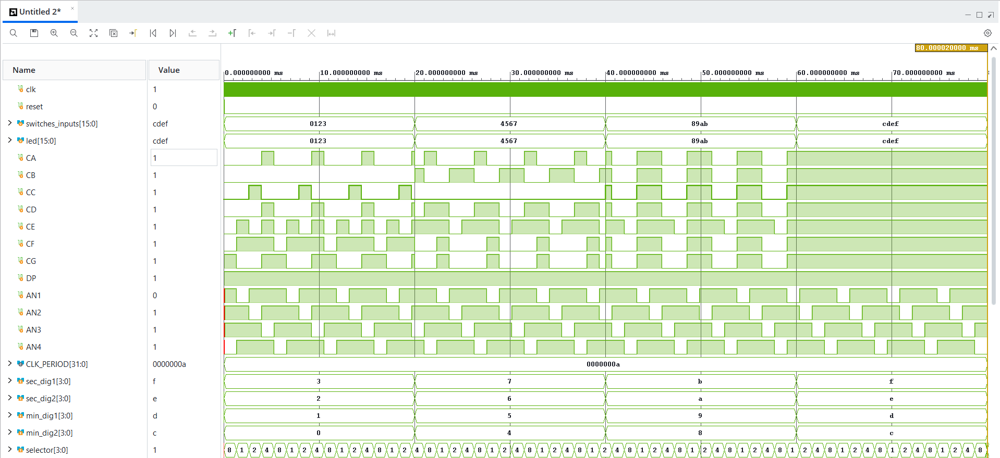 Untitled 2*
80.000020000 ms
Name Value
0.000000000 ms 10.000000000 ms 20.000000000 ms 30.000000000 ms 40.000000000 ms 50.000000000 ms 60.000000000 ms 70.000000000 ms
clk 1
reset 0
switches_inputs[15:0] cdef 0123 4567 89ab cdef
led[15:0] cdef 0123 4567 89ab cdef
CA 1
CB 1
CC 1
CD 1
CE 1
CF 1
CG 1
DP 1
AN1 0
AN2 1
AN3 1
AN4 1
CLK_PERIOD[31:0] 0000000a 0000000a
sec_dig1[3:0] f 3 7 b f
sec_dig2[3:0] e 2 6 a e
min_dig1[3:0] d 1 5 9 d
min_dig2[3:0] c 0 4 8 c
selector[3:0] 1 8 1 2 4 8 1 2 4 8 1 2 4 8 1 2 4 8 1 2 4 8 1 2 4 8 1 2 4 8 1 2 4 8 1 2 4 8 1 2 4 8 1 2 4 8 1 2 4 8 1 2 4 8 1 2 4 8 1 2 4 8